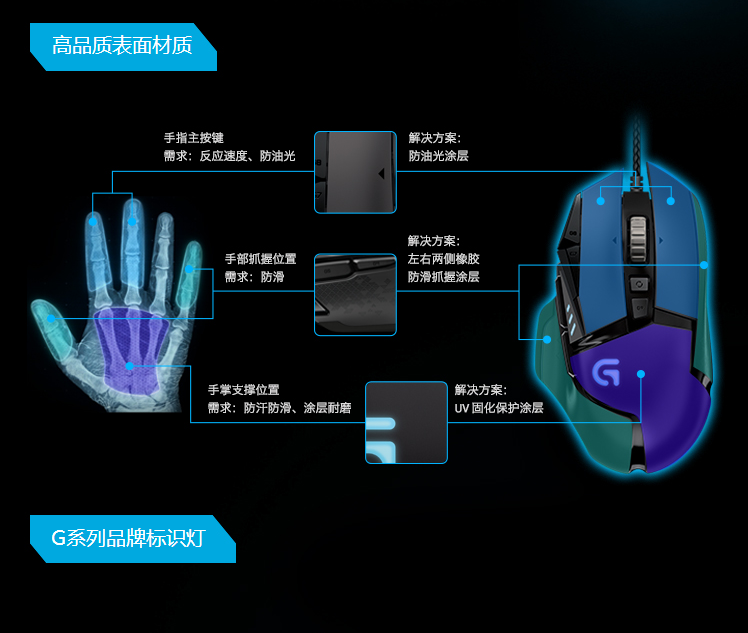 高品质表面材质
手指主按键
需求：反应速度、防油光
解决方案：
防油光涂层
手部抓握位置
需求：防滑
解决方案：
左右两侧橡胶
防滑抓握涂层
手掌支撑位置
需求：防汗防滑、涂层耐磨
解决方案：
UV 固化保护涂层
G系列品牌标识灯